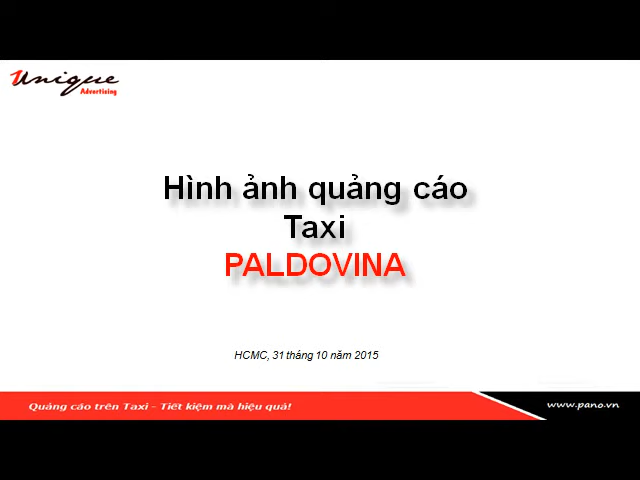 Unique
Advertising
Hình ảnh quảng cáo
Taxi
PALDOVINA
HCMC, 31 tháng 10 năm 2015
Quảng cáo trên Taxi – Tiết kiệm mà hiệu quả!
www.pano.vn